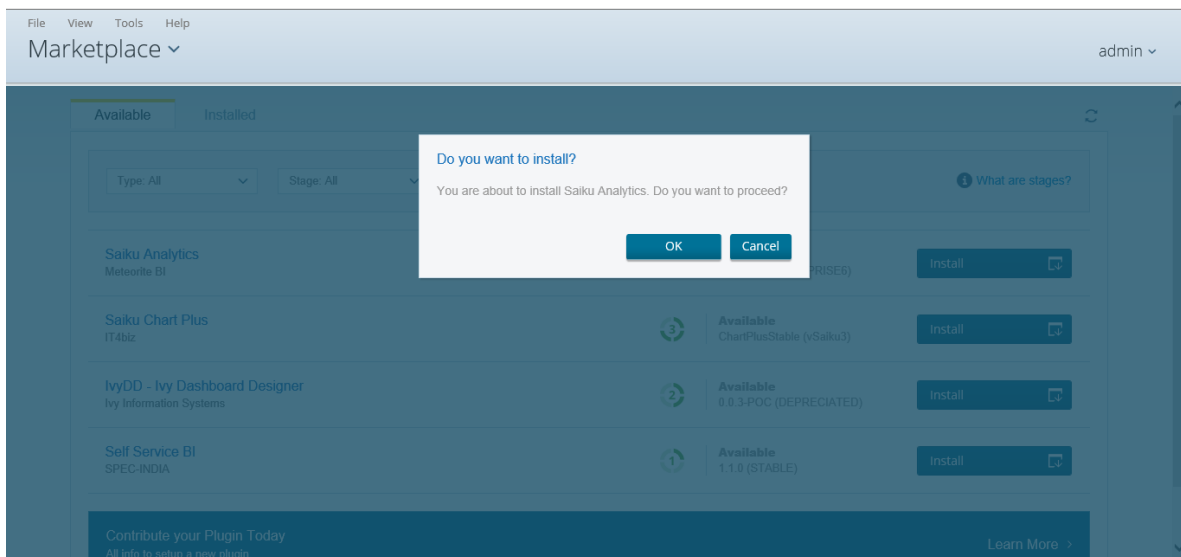 File View Tools Help
Marketplace
admin
Available Installed
Do you want to install?
You are about to install Saiku Analytics. Do you want to proceed?
OK Cancel
Type: All Stage: All What are stages?
Saiku Analytics
Meteorite BI
Install
Saiku Chart Plus
IT4biz
3 Available
ChartPlusStable (vSaiku3)
Install
IvyDD - Ivy Dashboard Designer
Ivy Information Systems
2 Available
0.0.3-POC (DEPRECIATED)
Install
Self Service BI
SPEC-INDIA
1 Available
1.1.0 (STABLE)
Install
Contribute your Plugin Today
All info to setup a new plugin
Learn More >